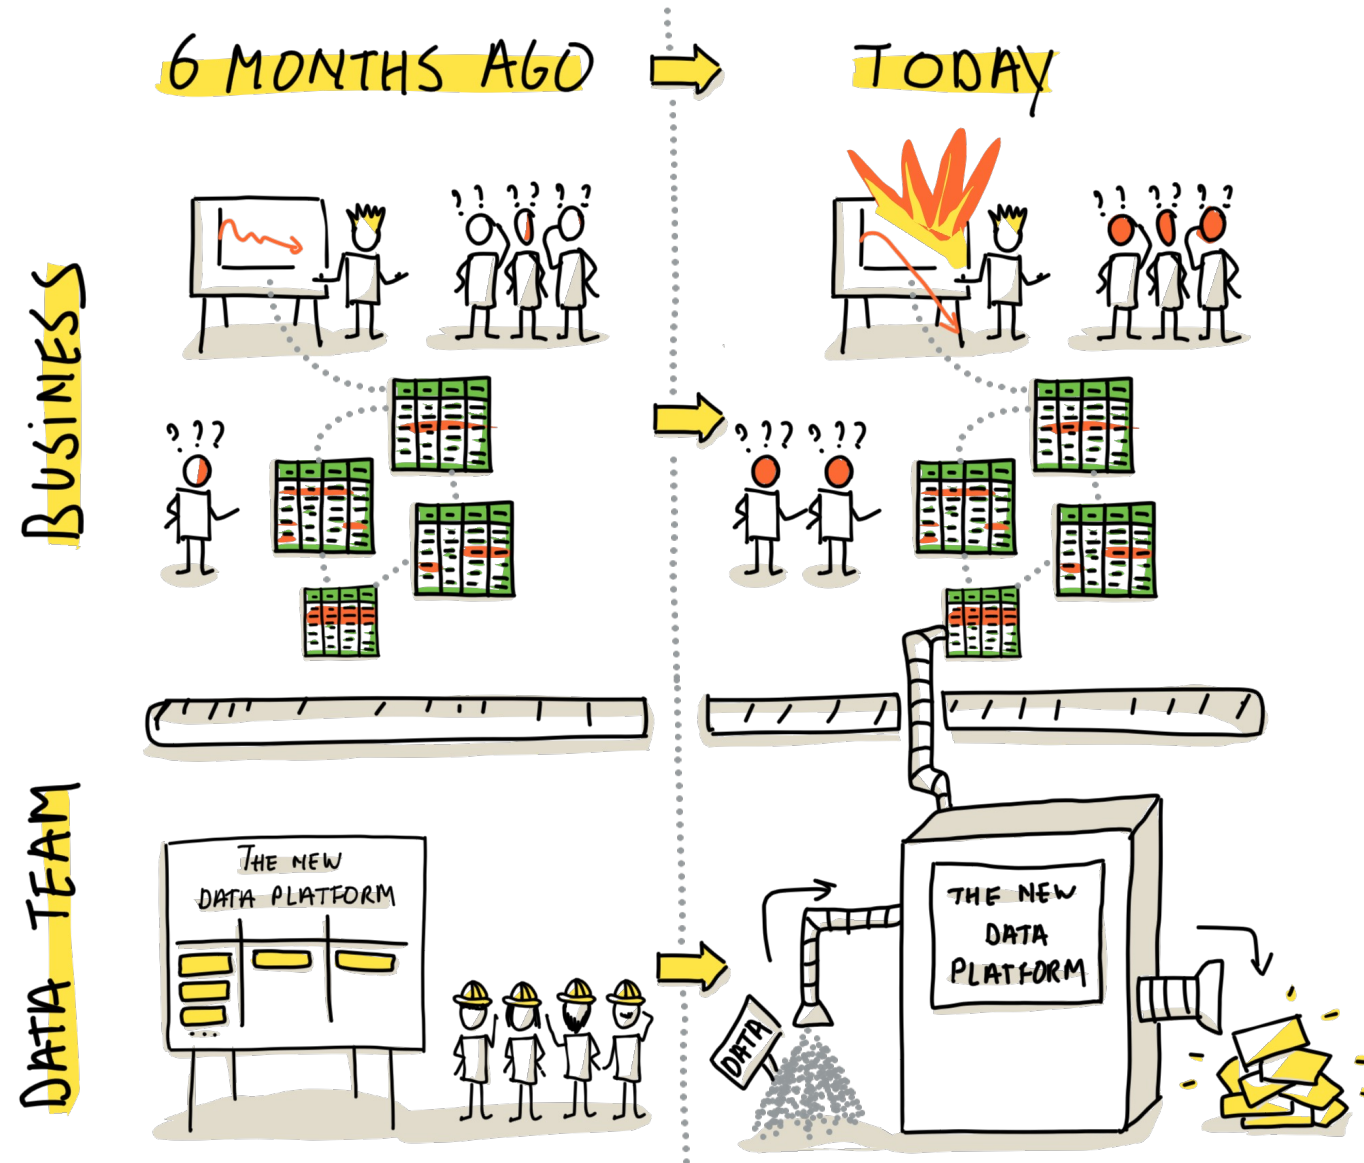 6 MONTHS AGO
TODAY
? ?
? ?
? ?
? ?
? ?
? ?
BUSINESS
? ? ?
? ? ?
? ? ?
DATA TEAM
THE NEW
DATA PLATFORM
THE NEW
DATA
PLATFORM
DATA